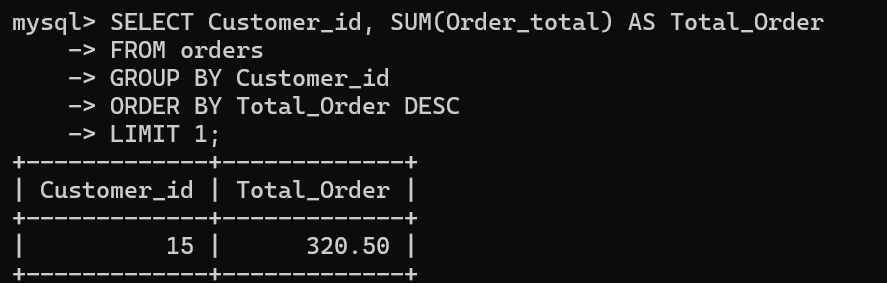 mysql> SELECT Customer_id, SUM(Order_total) AS Total_Order
    -> FROM orders
    -> GROUP BY Customer_id
    -> ORDER BY Total_Order DESC
    -> LIMIT 1;
+-------------+-------------+
| Customer_id | Total_Order |
+-------------+-------------+
|          15 |      320.50 |
+-------------+-------------+